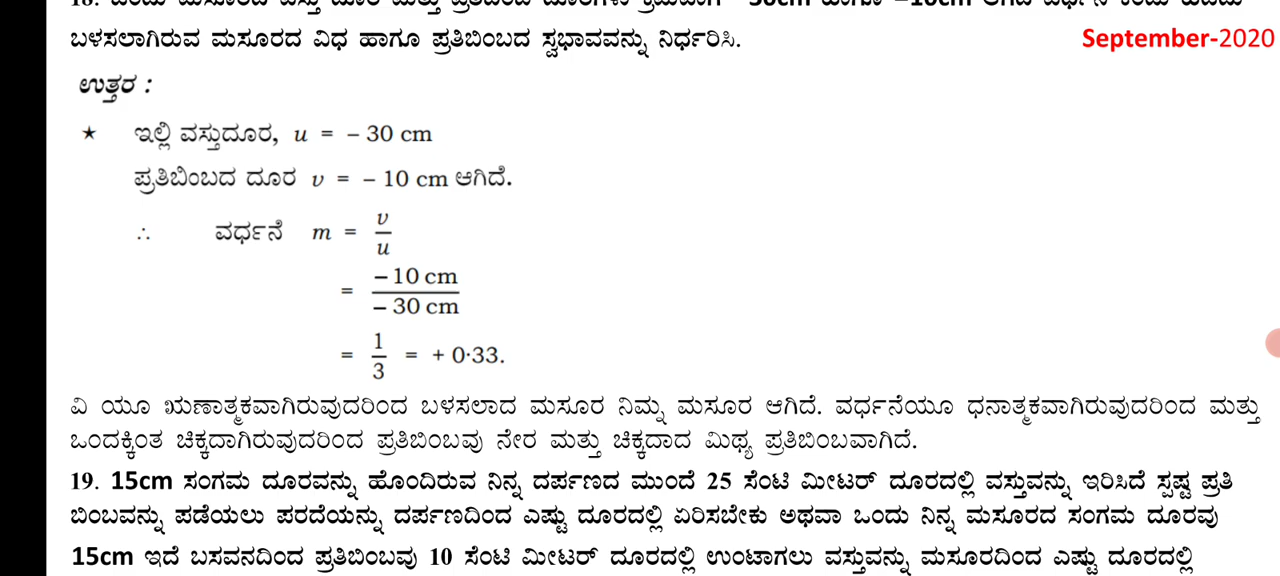 ಬಳಸಲಾಗಿರುವ ಮಸೂರದ ವಿಧ ಹಾಗೂ ಪ್ರತಿಬಿಂಬದ ಸ್ವಭಾವವನ್ನು ನಿರ್ಧರಿಸಿ. September-2020
ಉತ್ತರ :
★ ಇಲ್ಲಿ ವಸ್ತುದೂರ, u = – 30 cm
ಪ್ರತಿಬಿಂಬದ ದೂರ v = – 10 cm ಆಗಿದೆ.
∴ ವರ್ಧನೆ m = v/u
= – 10 cm / – 30 cm
= 1/3 = + 0·33.
ವಿ ಯೂ ಋಣಾತ್ಮಕವಾಗಿರುವುದರಿಂದ ಬಳಸಲಾದ ಮಸೂರ ನಿಮ್ನ ಮಸೂರ ಆಗಿದೆ. ವರ್ಧನೆಯೂ ಧನಾತ್ಮಕವಾಗಿರುವುದರಿಂದ ಮತ್ತು
ಒಂದಕ್ಕಿಂತ ಚಿಕ್ಕದಾಗಿರುವುದರಿಂದ ಪ್ರತಿಬಿಂಬವು ನೇರ ಮತ್ತು ಚಿಕ್ಕದಾದ ಮಿಥ್ಯ ಪ್ರತಿಬಿಂಬವಾಗಿದೆ.
19. 15cm ಸಂಗಮ ದೂರವನ್ನು ಹೊಂದಿರುವ ನಿನ್ನ ದರ್ಪಣದ ಮುಂದೆ 25 ಸೆಂಟಿ ಮೀಟರ್ ದೂರದಲ್ಲಿ ವಸ್ತುವನ್ನು ಇರಿಸಿದೆ ಸ್ಪಷ್ಟ ಪ್ರತಿ
ಬಿಂಬವನ್ನು ಪಡೆಯಲು ಪರದೆಯನ್ನು ದರ್ಪಣದಿಂದ ಎಷ್ಟು ದೂರದಲ್ಲಿ ಏರಿಸಬೇಕು ಅಥವಾ ಒಂದು ನಿನ್ನ ಮಸೂರದ ಸಂಗಮ ದೂರವು
15cm ಇದೆ ಬಸವನದಿಂದ ಪ್ರತಿಬಿಂಬವು 10 ಸೆಂಟಿ ಮೀಟರ್ ದೂರದಲ್ಲಿ ಉಂಟಾಗಲು ವಸ್ತುವನ್ನು ಮಸೂರದಿಂದ ಎಷ್ಟು ದೂರದಲ್ಲಿ